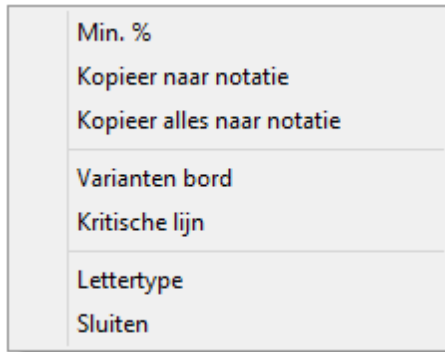 Min. %
Kopieer naar notatie
Kopieer alles naar notatie
Varianten bord
Kritische lijn
Lettertype
Sluiten